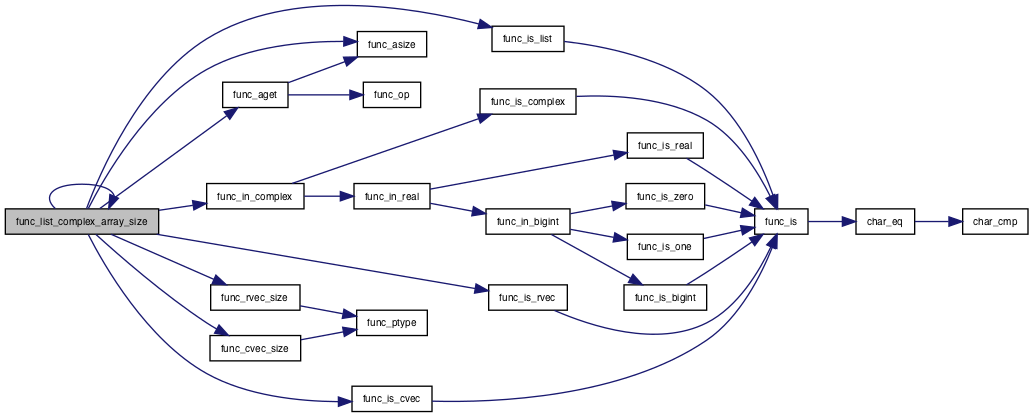 func_list_complex_array_size
func_asize
func_aget
func_op
func_in_complex
func_rvec_size
func_cvec_size
func_ptype
func_is_cvec
func_is_list
func_is_complex
func_in_real
func_in_bigint
func_is_rvec
func_is_real
func_is_zero
func_is_one
func_is_bigint
func_is
char_eq
char_cmp